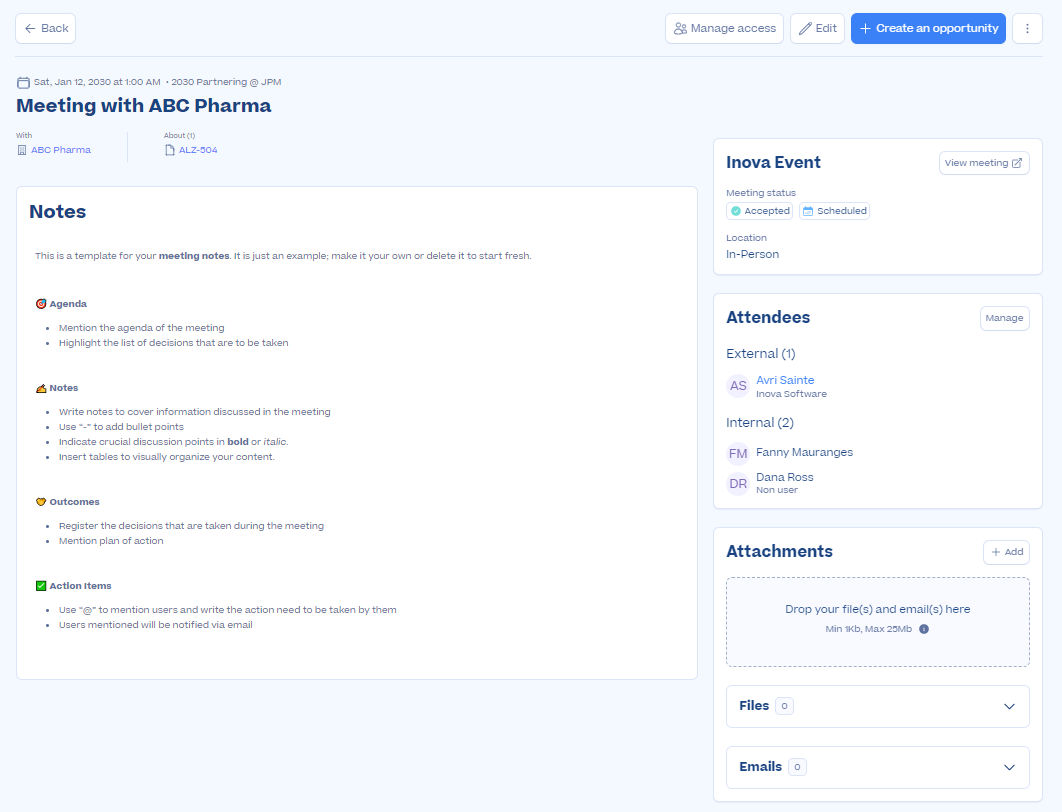 Back
Manage access
Edit
Create an opportunity
Sat, Jan 12, 2030 at 1:00 AM • 2030 Partnering @ JPM
Meeting with ABC Pharma
With
ABC Pharma
About (1)
ALZ-504
Notes
This is a template for your meeting notes. It is just an example; make it your own or delete it to start fresh.
🎯 Agenda
• Mention the agenda of the meeting
• Highlight the list of decisions that are to be taken
✍ Notes
• Write notes to cover information discussed in the meeting
• Use "-" to add bullet points
• Indicate crucial discussion points in bold or italic.
• Insert tables to visually organize your content.
Outcomes
• Register the decisions that are taken during the meeting
• Mention plan of action
✅ Action Items
• Use "@" to mention users and write the action need to be taken by them
• Users mentioned will be notified via email
Inova Event
View meeting
Meeting status
Accepted
Scheduled
Location
In-Person
Attendees
Manage
External (1)
AS
Avri Sainte
Inova Software
Internal (2)
FM
Fanny Mauranges
DR
Dana Ross
Non user
Attachments
+ Add
Drop your file(s) and email(s) here
Min 1Kb, Max 25Mb
Files 0
Emails 0